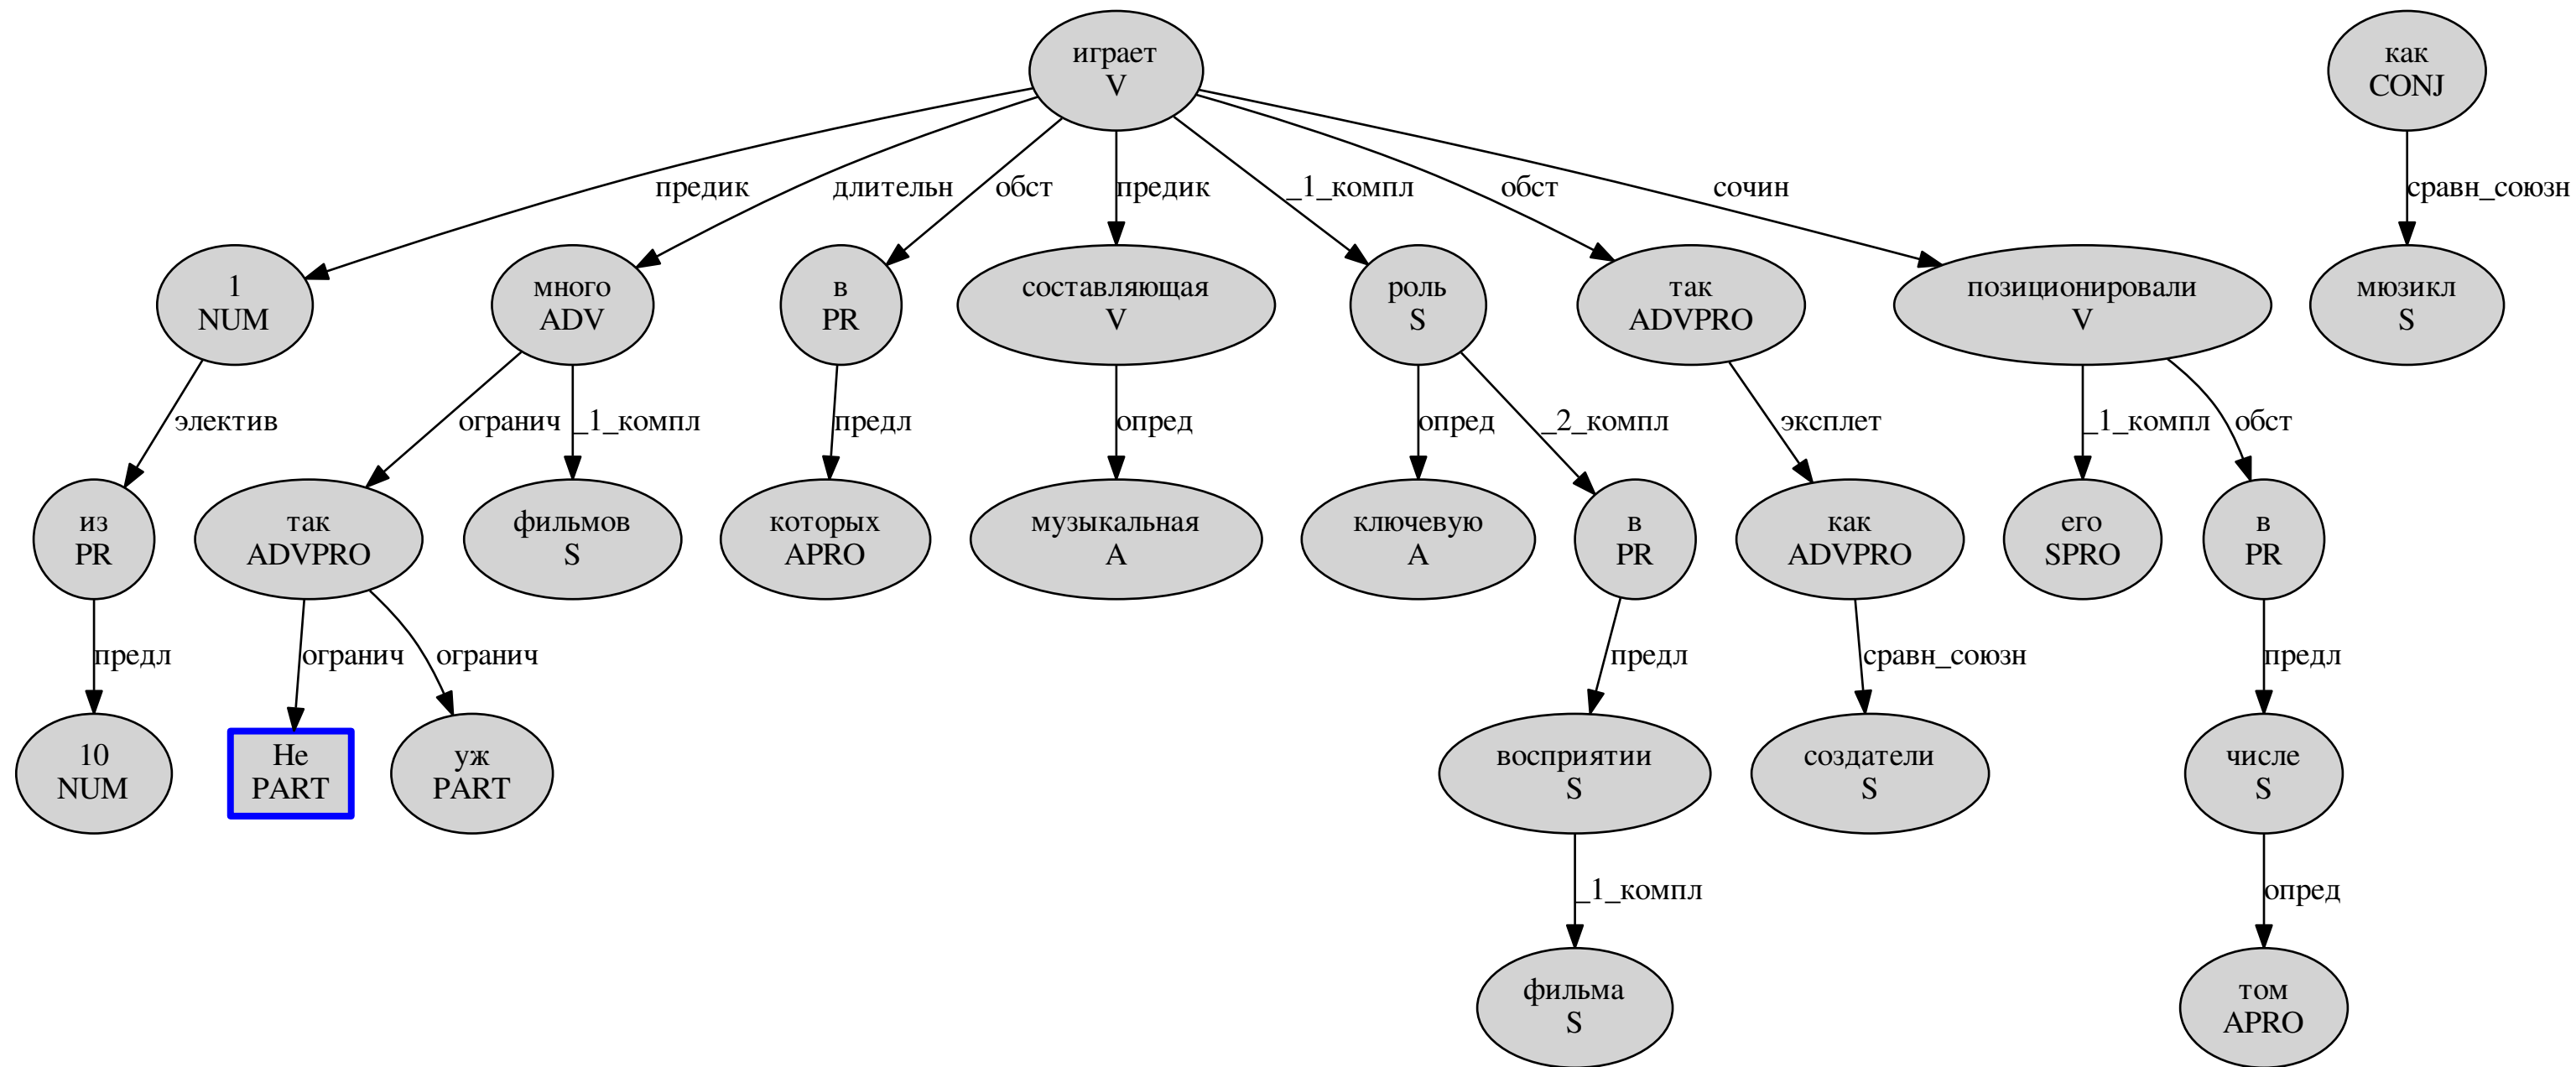 играет
V
как
CONJ
предик
длительн
обст
предик
_1_компл
обст
сочин
сравн_союзн
1
NUM
много
ADV
в
PR
составляющая
V
роль
S
так
ADVPRO
позиционировали
V
мюзикл
S
электив
огранич
_1_компл
предл
опред
опред
_2_компл
эксплет
_1_компл
обст
из
PR
так
ADVPRO
фильмов
S
которых
APRO
музыкальная
A
ключевую
A
в
PR
как
ADVPRO
его
SPRO
в
PR
предл
огранич
огранич
предл
сравн_союзн
предл
10
NUM
Не
PART
уж
PART
восприятии
S
создатели
S
числе
S
_1_компл
опред
фильма
S
том
APRO